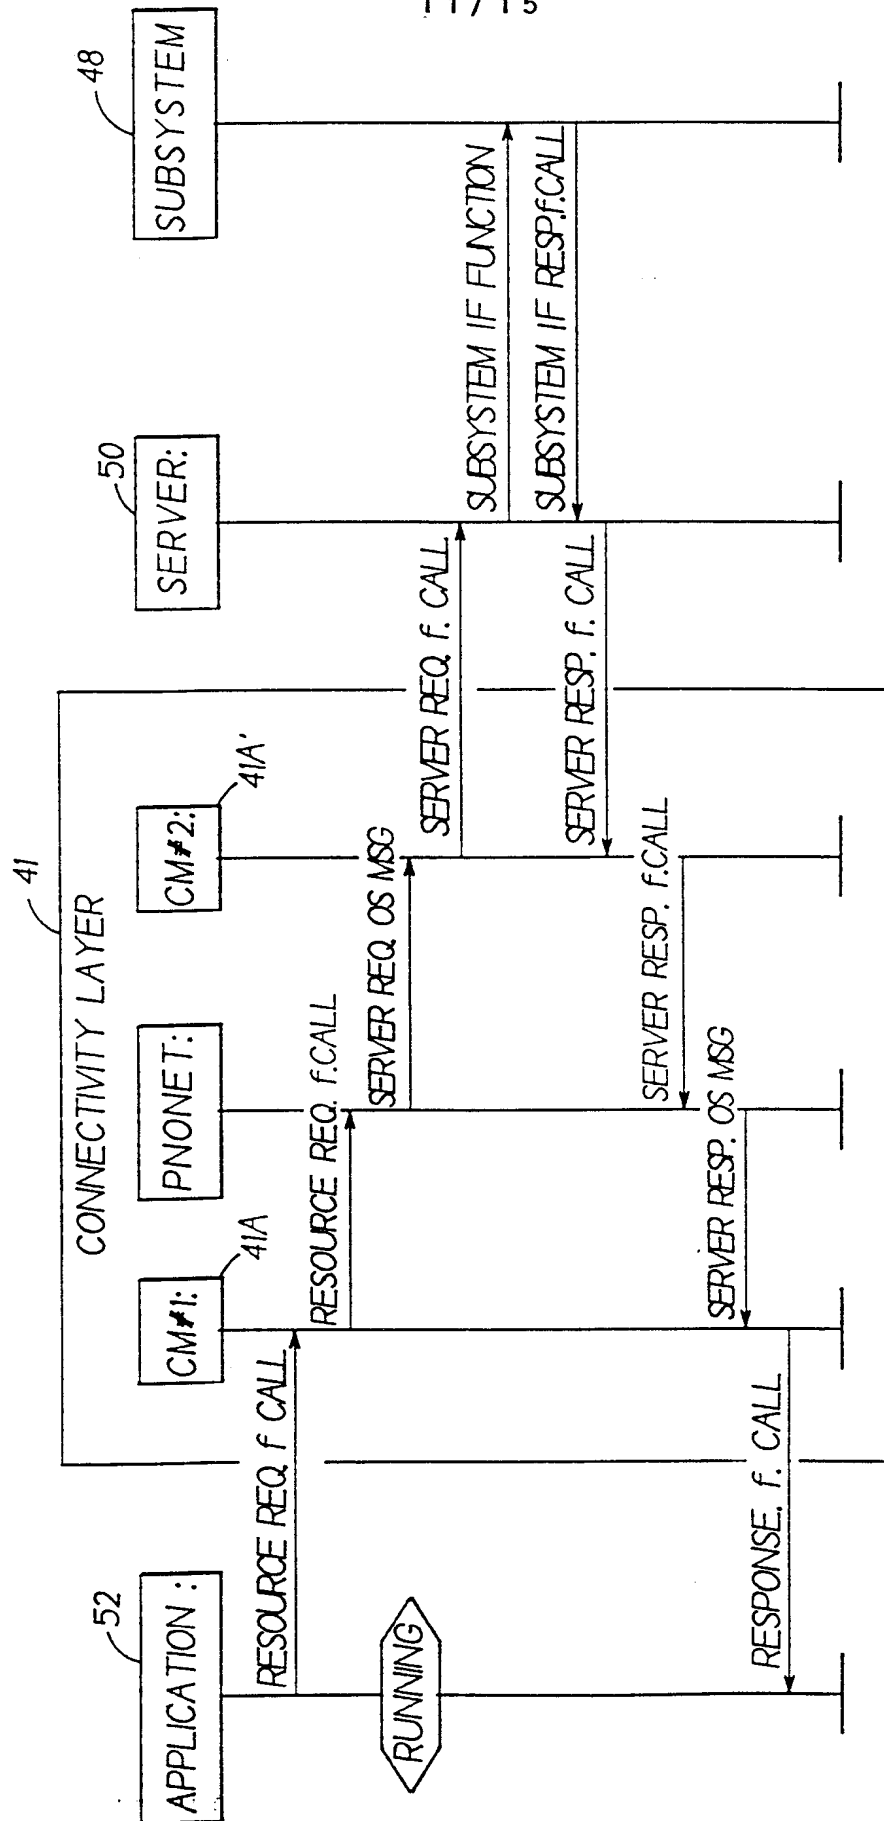 11/15
41
CONNECTIVITY LAYER
52
APPLICATION :
41A
CM#1:
PNONET:
41A'
CM#2:
50
SERVER:
48
SUBSYSTEM
RESOURCE REQ. f CALL
RUNNING
RESOURCE REQ. f.CALL
SERVER REQ. OS MSG
SERVER REQ. f. CALL
SUBSYSTEM IF FUNCTION
SUBSYSTEM IF RESP.f.CALL
SERVER RESP. f. CALL
SERVER RESP. f.CALL
SERVER RESP. OS MSG
RESPONSE. f. CALL